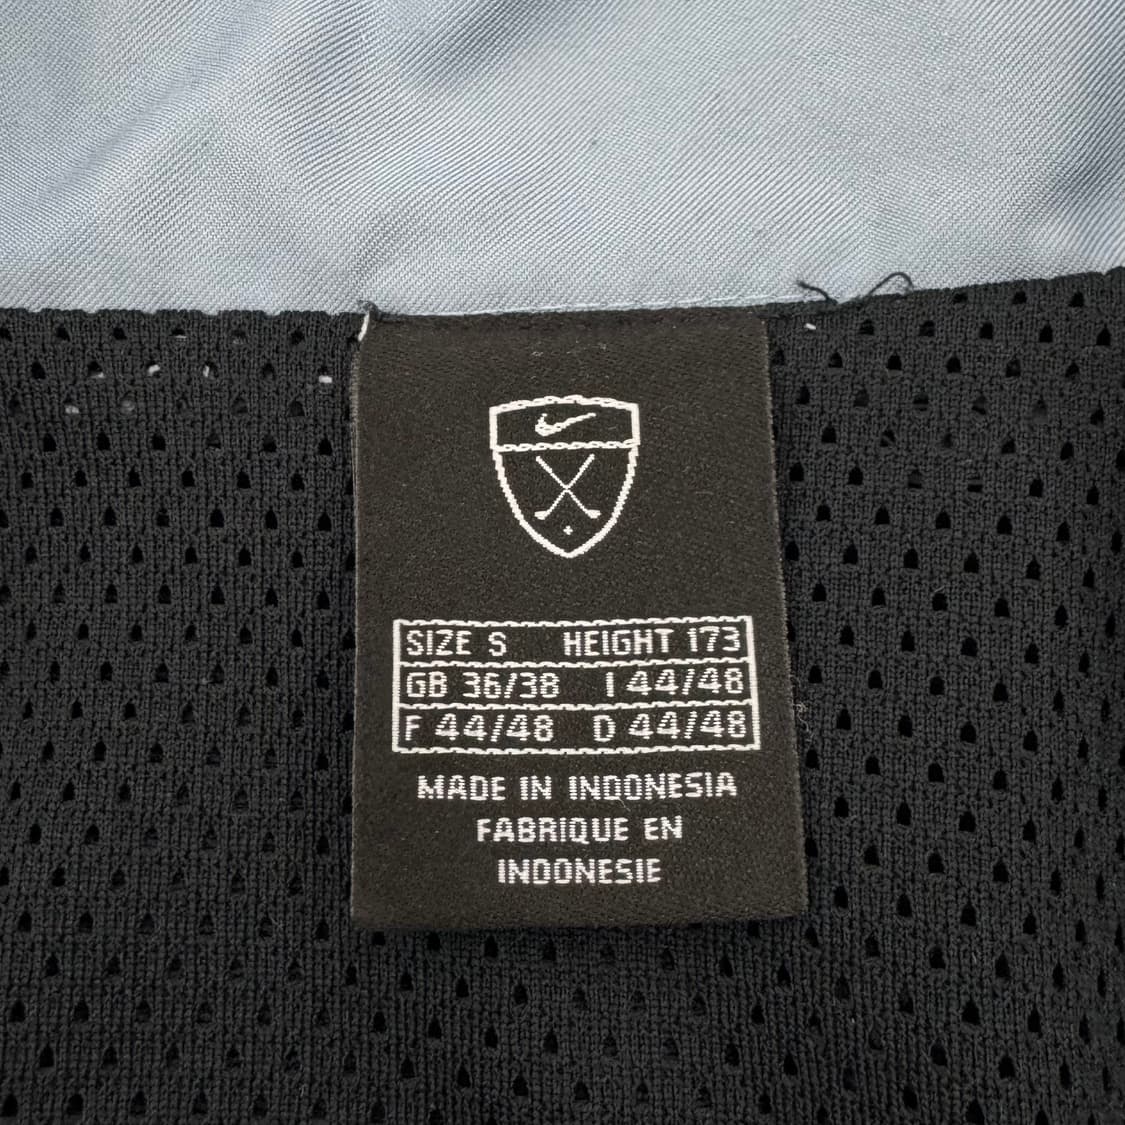 SIZE S HEIGHT 173
GB 36/38 I 44/48
F 44/48 D 44/48
MADE IN INDONESIA
FABRIQUE EN
INDONESIE